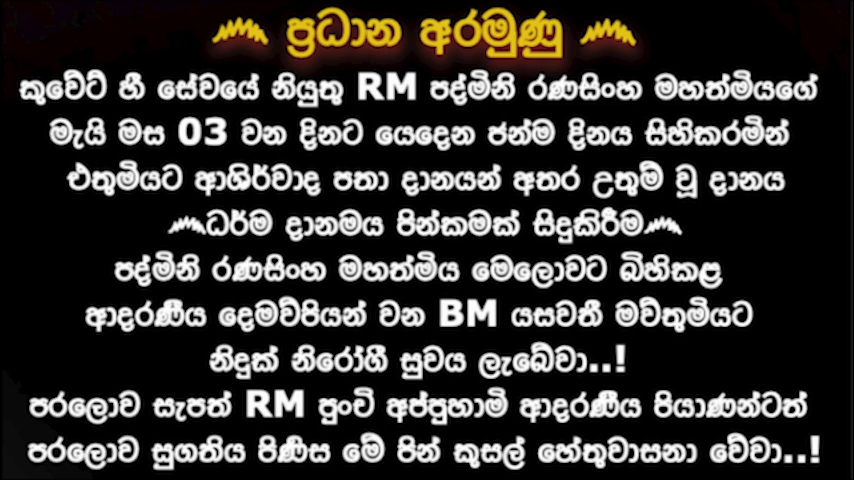 ප්‍රධාන අරමුණු
කුවේට් හී සේවයේ නියුතු RM පද්මිනි රණසිංහ මහත්මියගේ
මැයි මස 03 වන දිනට යෙදෙන ජන්ම දිනය සිහිකරමින්
එතුමියට ආශිර්වාද පතා දානයන් අතර උතුම් වූ දානය
ධර්ම දානමය පින්කමක් සිදුකිරීම
පද්මිනි රණසිංහ මහත්මිය මෙලොවට බිහිකළ
ආදරණීය දෙමව්පියන් වන BM යසවතී මව්තුමියට
නිදුක් නිරෝගී සුවය ලැබේවා..!
පරලොව සැපත් RM පුංචි අප්පුහාමි ආදරණීය පියාණන්ටත්
පරලොව සුගතිය පිණිස මේ පින් කුසල් හේතුවාසනා වේවා..!